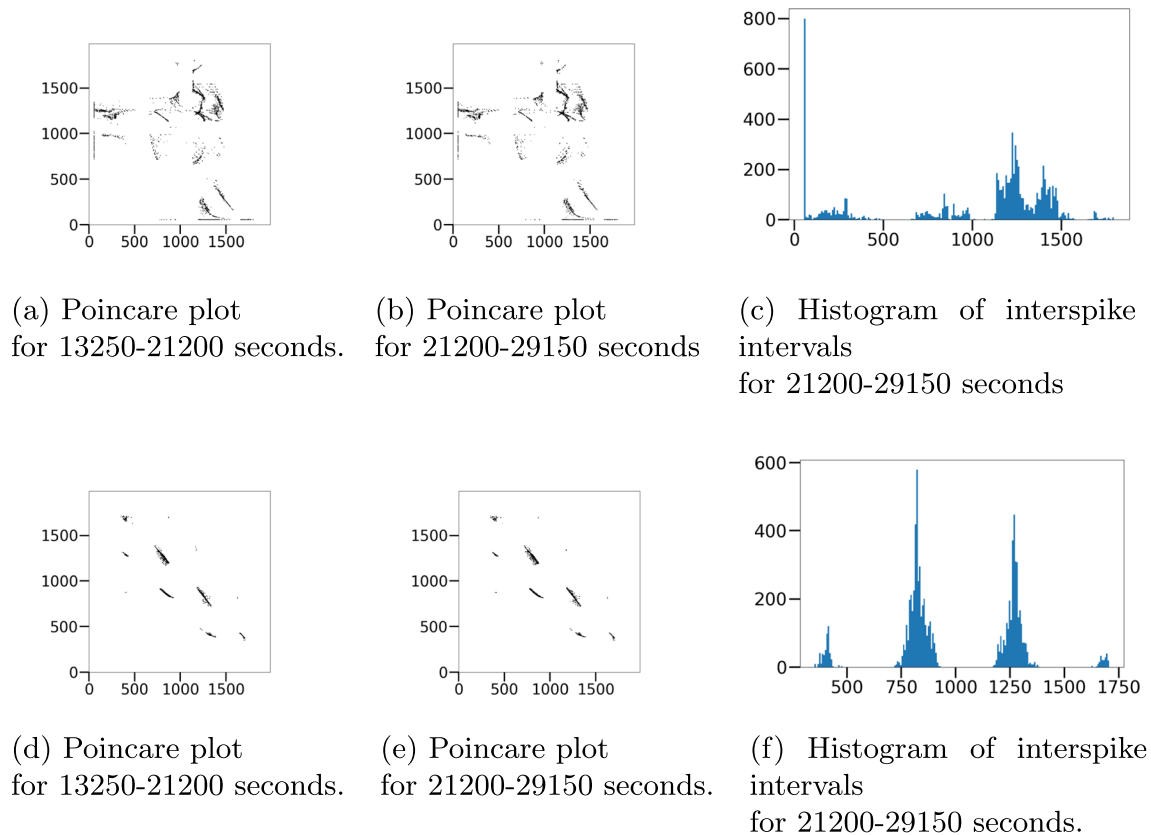 1500
1000
500
0
0 500 1000 1500
(a) Poincare plot
for 13250-21200 seconds.
1500
1000
500
0
0 500 1000 1500
(b) Poincare plot
for 21200-29150 seconds
800
600
400
200
0
0 500 1000 1500
(c) Histogram of interspike
intervals
for 21200-29150 seconds
1500
1000
500
0
0 500 1000 1500
(d) Poincare plot
for 13250-21200 seconds.
1500
1000
500
0
0 500 1000 1500
(e) Poincare plot
for 21200-29150 seconds.
600
400
200
0
500 750 1000 1250 1500 1750
(f) Histogram of interspike
intervals
for 21200-29150 seconds.